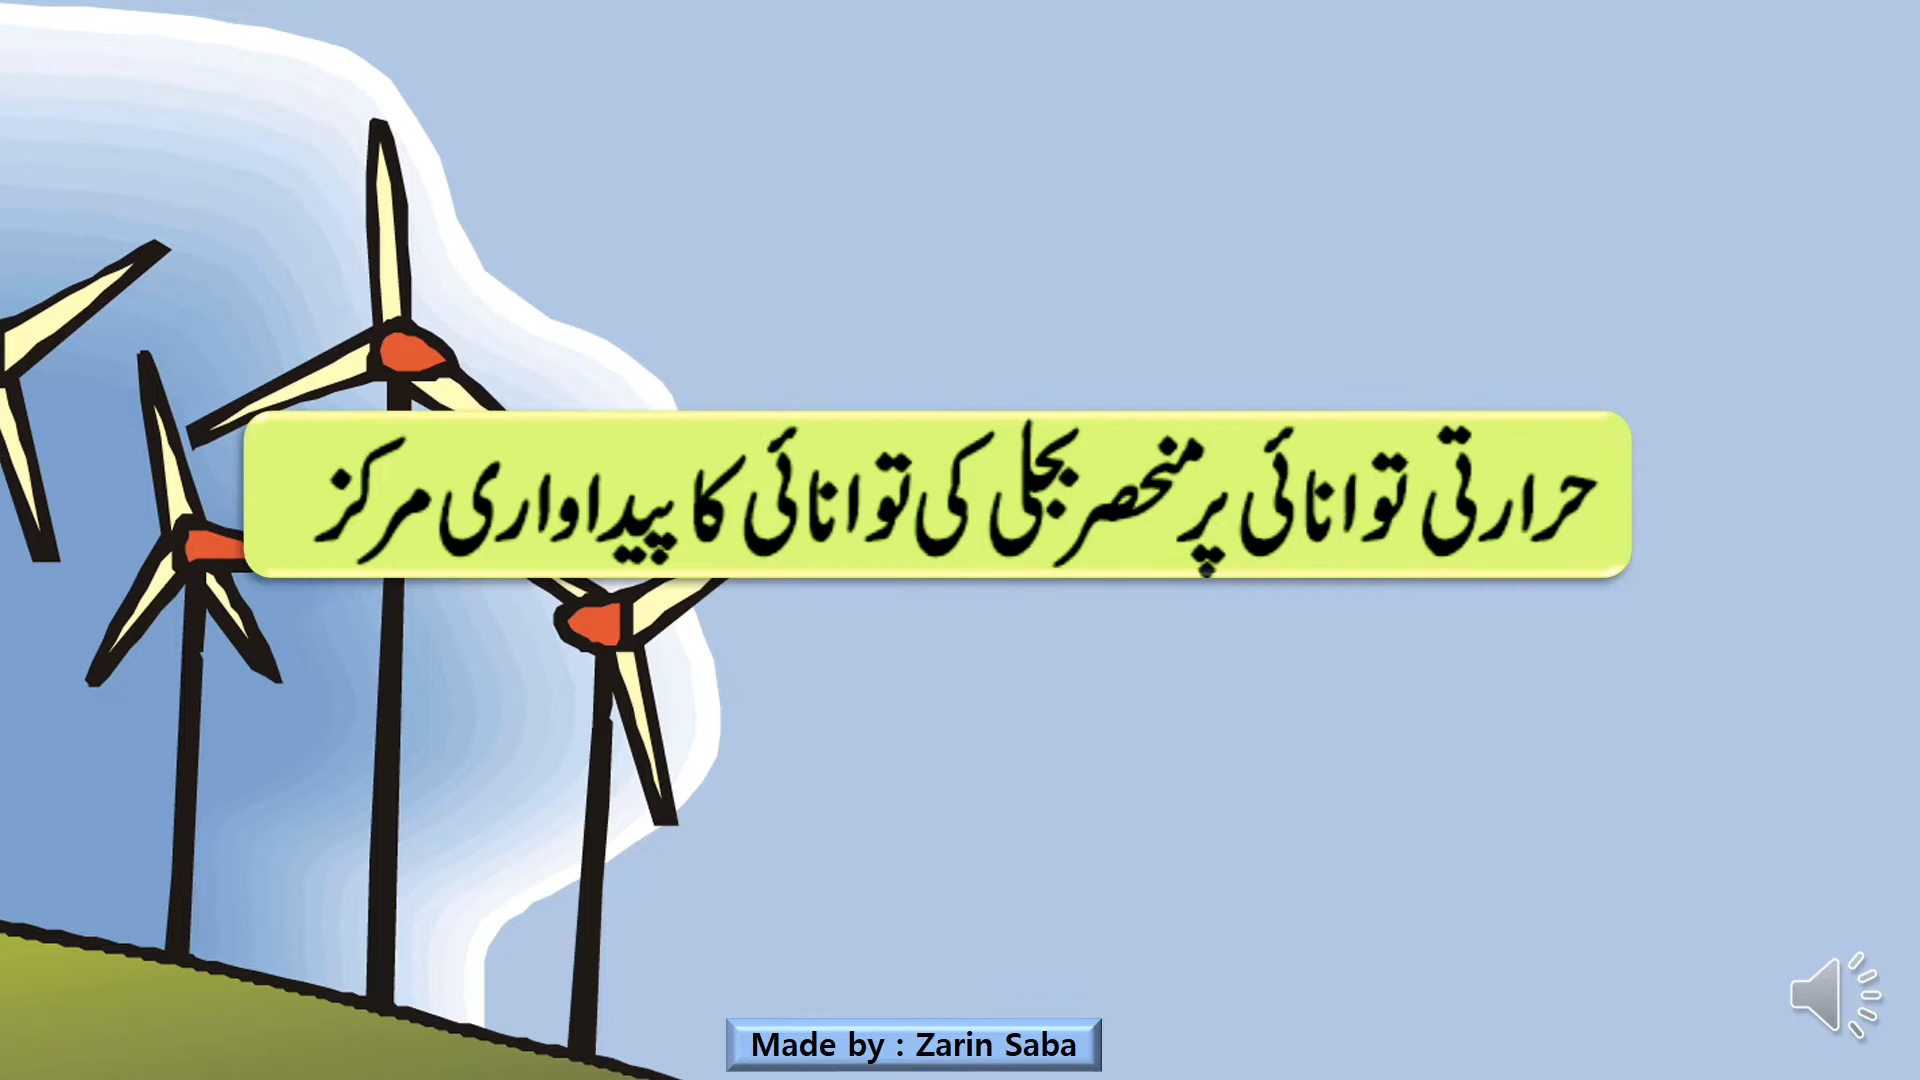 حرارتی توانائی پر منحصر بجلی کی توانائی کا پیداواری مرکز
Made by : Zarin Saba